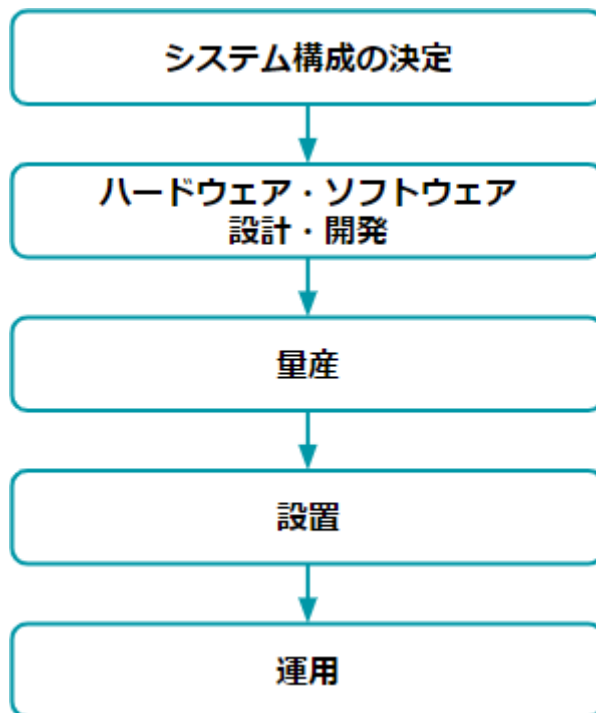 システム構成の決定
ハードウェア・ソフトウェア
設計・開発
量産
設置
運用